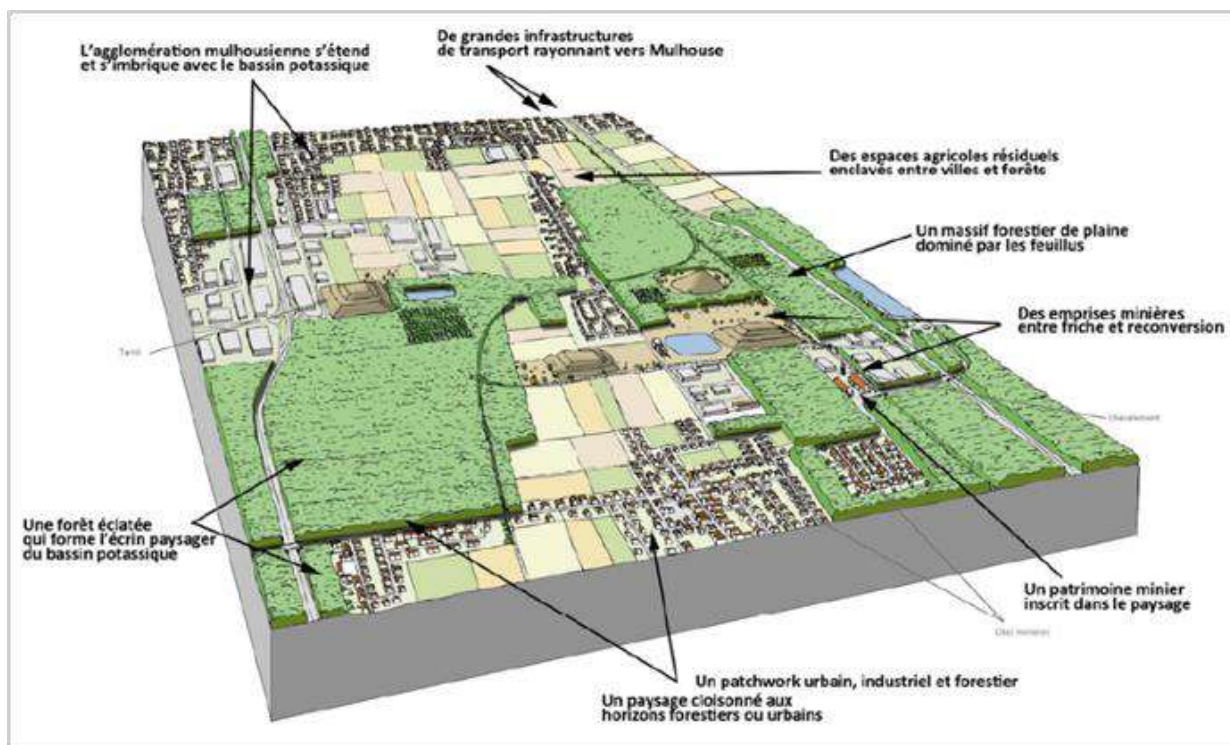 De grandes infrastructures
de transport rayonnant vers Mulhouse
L'agglomération mulhousienne s'étend
et s'imbrique avec le bassin potassique
Des espaces agricoles résiduels
enclavés entre villes et forêts
Un massif forestier de plaine
dominé par les feuillus
Des emprises minières
entre friche et reconversion
Terril
Chevalement
Une forêt éclatée
qui forme l'écrin paysager
du bassin potassique
Un patrimoine minier
inscrit dans le paysage
Cités minières
Un patchwork urbain, industriel et forestier
Un paysage cloisonné aux
horizons forestiers ou urbains